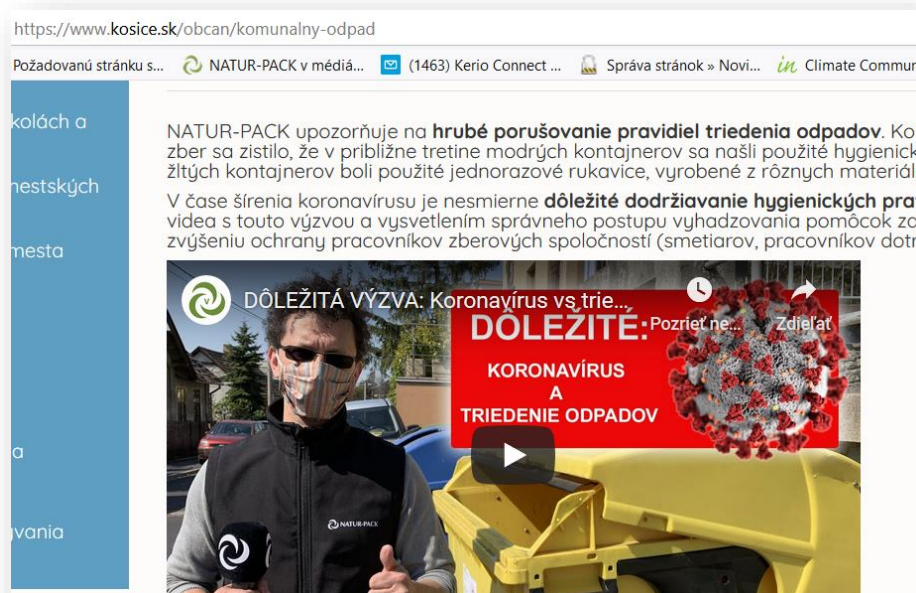 https://www.kosice.sk/obcan/komunalny-odpad
Požadovanú stránku s... NATUR-PACK v médiá... (1463) Kerio Connect ... Správa stránok » Novi... in Climate Commun
kolách a
nestských
mesta
a
vania
NATUR-PACK upozorňuje na hrubé porušovanie pravidiel triedenia odpadov. Ko
zber sa zistilo, že v približne tretine modrých kontajnerov sa našli použité hygienick
žltých kontajnerov boli použité jednorazové rukavice, vyrobené z rôznych materiál
V čase šírenia koronavírusu je nesmierne dôležité dodržiavanie hygienických pra
videa s touto výzvou a vysvetlením správneho postupu vyhadzovania pomôcok za
zvýšeniu ochrany pracovníkov zberových spoločností (smetiarov, pracovníkov dotr
DÔLEŽITÁ VÝZVA: Koronavírus vs trie...
Pozrieť ne... Zdieľať
DÔLEŽITÉ:
KORONAVÍRUS
A
TRIEDENIE ODPADOV
NATUR-PACK